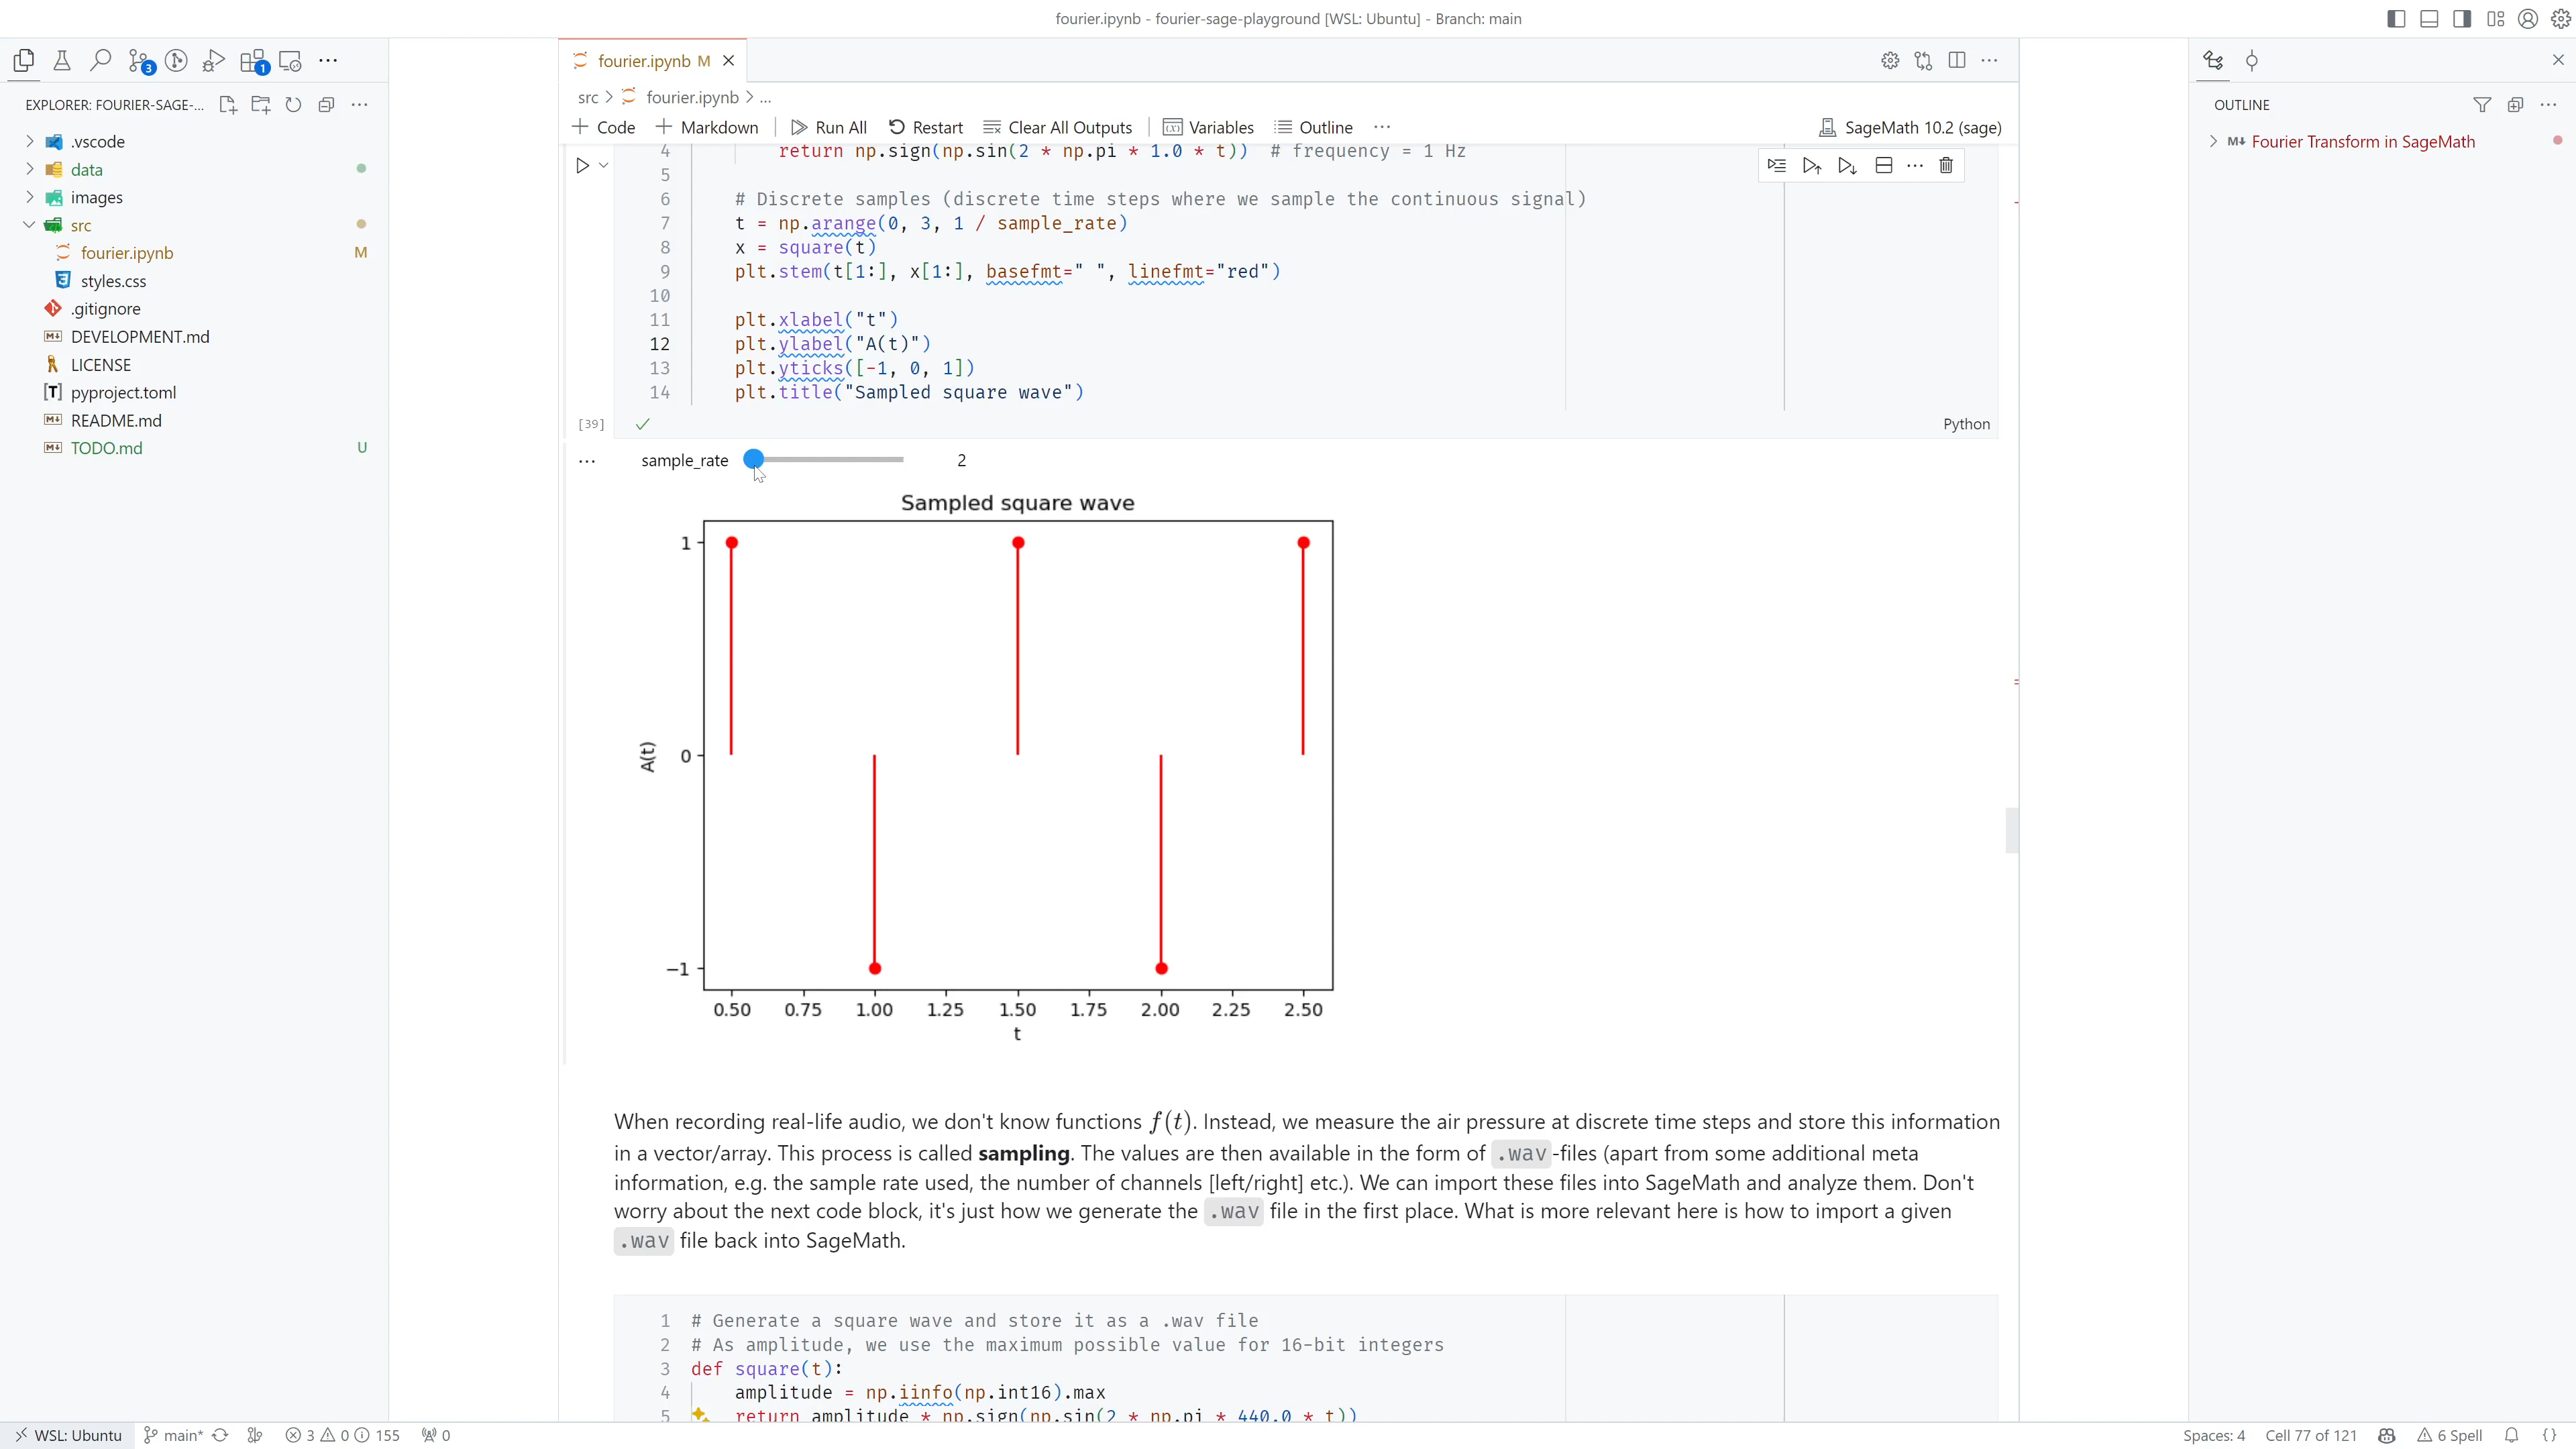 fourier.ipynb - fourier-sage-playground [WSL: Ubuntu] - Branch: main
3
1
fourier.ipynb M
EXPLORER: FOURIER-SAGE-...
src > fourier.ipynb > ...
OUTLINE
Code Markdown Run All Restart Clear All Outputs Variables Outline SageMath 10.2 (sage)
.vscode
Fourier Transform in SageMath
data
images
src
fourier.ipynb M
styles.css
.gitignore
DEVELOPMENT.md
LICENSE
pyproject.toml
README.md
TODO.md U
4 return np.sign(np.sin(2 * np.pi * 1.0 * t)) # frequency = 1 Hz
5
6 # Discrete samples (discrete time steps where we sample the continuous signal)
7 t = np.arange(0, 3, 1 / sample_rate)
8 x = square(t)
9 plt.stem(t[1:], x[1:], basefmt=" ", linefmt="red")
10
11 plt.xlabel("t")
12 plt.ylabel("A(t)")
13 plt.yticks([-1, 0, 1])
14 plt.title("Sampled square wave")
[39] Python
sample_rate 2
Sampled square wave
1
A(t)
0
−1
0.50 0.75 1.00 1.25 1.50 1.75 2.00 2.25 2.50
t
When recording real-life audio, we don't know functions f(t). Instead, we measure the air pressure at discrete time steps and store this information
in a vector/array. This process is called sampling. The values are then available in the form of .wav-files (apart from some additional meta
information, e.g. the sample rate used, the number of channels [left/right] etc.). We can import these files into SageMath and analyze them. Don't
worry about the next code block, it's just how we generate the .wav file in the first place. What is more relevant here is how to import a given
.wav file back into SageMath.
1 # Generate a square wave and store it as a .wav file
2 # As amplitude, we use the maximum possible value for 16-bit integers
3 def square(t):
4 amplitude = np.iinfo(np.int16).max
5 return amplitude * np.sign(np.sin(2 * np.pi * 440.0 * t))
WSL: Ubuntu main* 3 0 155 0 Spaces: 4 Cell 77 of 121 6 Spell